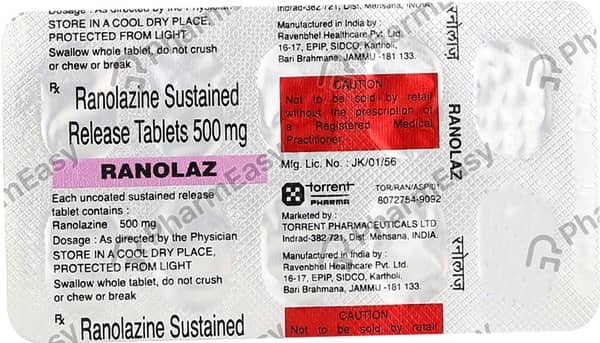 Dosage : As directed by the Physician
STORE IN A COOL DRY PLACE,
PROTECTED FROM LIGHT
Swallow whole tablet, do not crush
or chew or break
Rx
Ranolazine Sustained
Release Tablets 500 mg
RANOLAZ
Each uncoated sustained release
tablet contains :
Ranolazine 500 mg
Dosage : As directed by the Physician
STORE IN A COOL DRY PLACE,
PROTECTED FROM LIGHT
Swallow whole tablet, do not crush
or chew or break
Rx
Ranolazine Sustained
Indrad-382 721, Dist. Mehsana, INDIA.
Manufactured in India by :
Ravenbhel Healthcare Pvt. Ltd.
16-17, EPIP, SIDCO, Kartholi,
Bari Brahmana, JAMMU -181 133.
CAUTION
Not to be sold by retail
without the prescription of
a Registered Medical
Practitioner.
Mfg. Lic. No. : JK/01/56
torrent
PHARMA
TOR/RAN/ASP/01
8072754-9092
Marketed by :
TORRENT PHARMACEUTICALS LTD.
Indrad-382 721, Dist. Mehsana, INDIA.
Manufactured in India by :
Ravenbhel Healthcare Pvt. Ltd.
16-17, EPIP, SIDCO, Kartholi,
Bari Brahmana, JAMMU -181 133.
CAUTION
Not to be sold by retail
रानोलाज
RANOLAZ
रानोलाज
PharmEasy
PharmEasy
PharmEasy